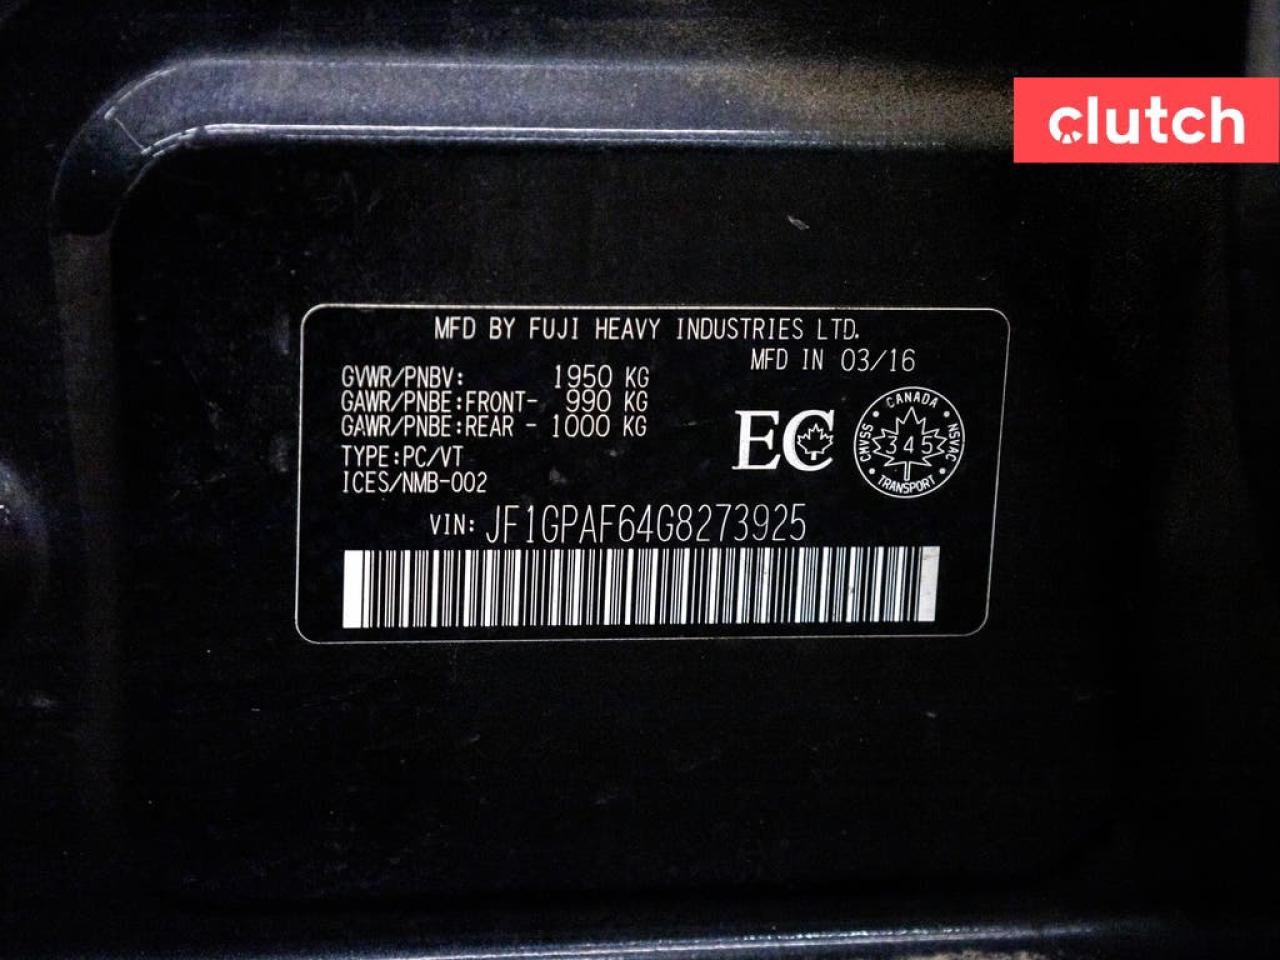 clutch
MFD BY FUJI HEAVY INDUSTRIES LTD.
MFD IN 03/16
GVWR/PNBV: 1950 KG
GAWR/PNBE:FRONT- 990 KG
GAWR/PNBE:REAR - 1000 KG
TYPE:PC/VT
ICES/NMB-002
EC
CANADA
CMVSS
345
NSVAC
TRANSPORT
VIN: JF1GPAF64G8273925